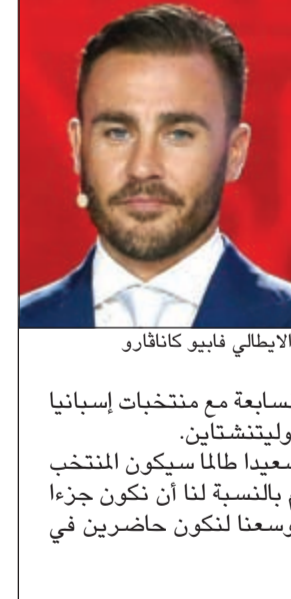 الايطالي فابيو كاناڤارو
سابعة مع منتخبات إسبانيا
وليتنشتاين.
سعيدا طالما سيكون المنتخب
م بالنسبة لنا أن نكون جزءا
وسعنا لنكون حاضرين في